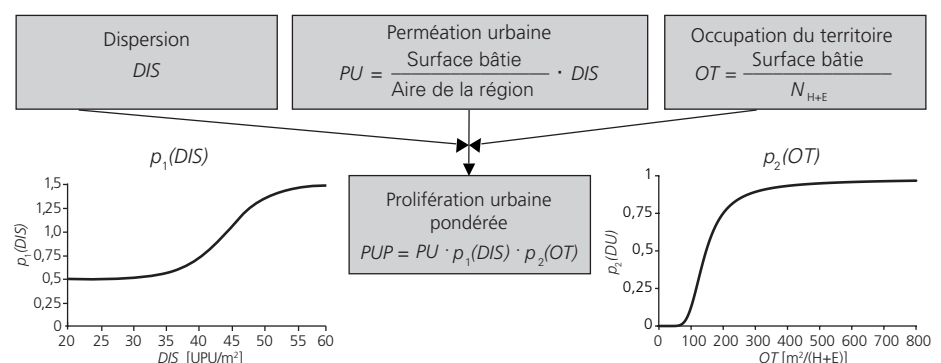 Dispersion
DIS
Perméation urbaine
PU = Surface bâtie / Aire de la région · DIS
Occupation du territoire
OT = Surface bâtie / N H+E
p1(DIS)
p1(DIS)
1,5
1,25
1,0
0,75
0,5
0,25
0
20 25 30 35 40 45 50 55 60
DIS [UPU/m²]
Prolifération urbaine
pondérée
PUP = PU · p1(DIS) · p2(OT)
p2(OT)
p2(DU)
1
0,75
0,5
0,25
0
0 100 200 300 400 500 600 700 800
OT [m²/(H+E)]